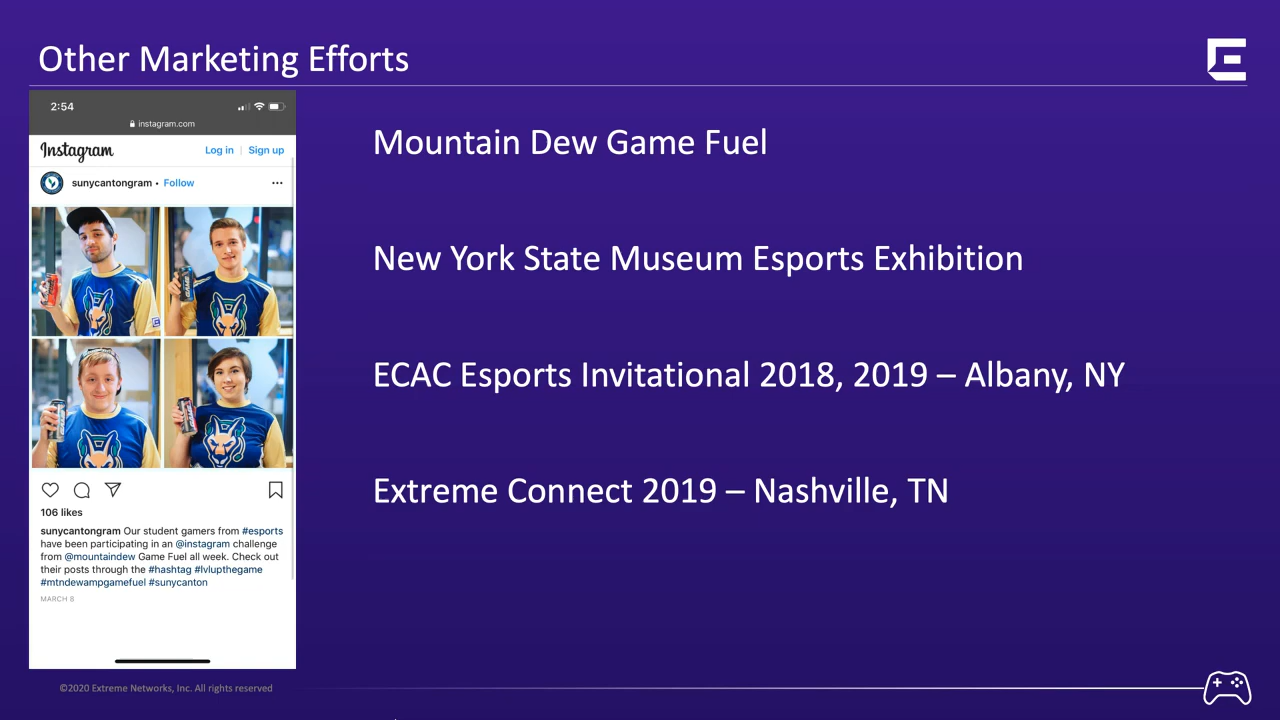 Other Marketing Efforts
2:54
instagram.com
Instagram
Log in | Sign up
sunycantongram • Follow
106 likes
sunycantongram Our student gamers from #esports
have been participating in an @instagram challenge
from @mountaindew Game Fuel all week. Check out
their posts through the #hashtag #lvlupthegame
#mtndewampgamefuel #sunycanton
MARCH 8
Mountain Dew Game Fuel
New York State Museum Esports Exhibition
ECAC Esports Invitational 2018, 2019 – Albany, NY
Extreme Connect 2019 – Nashville, TN
©2020 Extreme Networks, Inc. All rights reserved